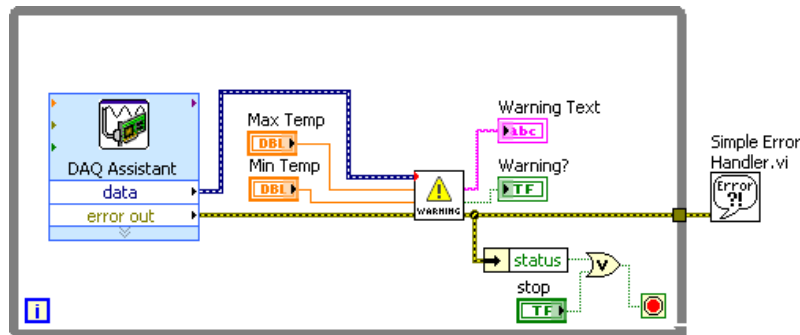 DAQ Assistant
data
error out
Max Temp
DBL
Min Temp
DBL
WARNING
Warning Text
abc
Warning?
TF
Simple Error
Handler.vi
Error
?!
status
V
stop
TF
i